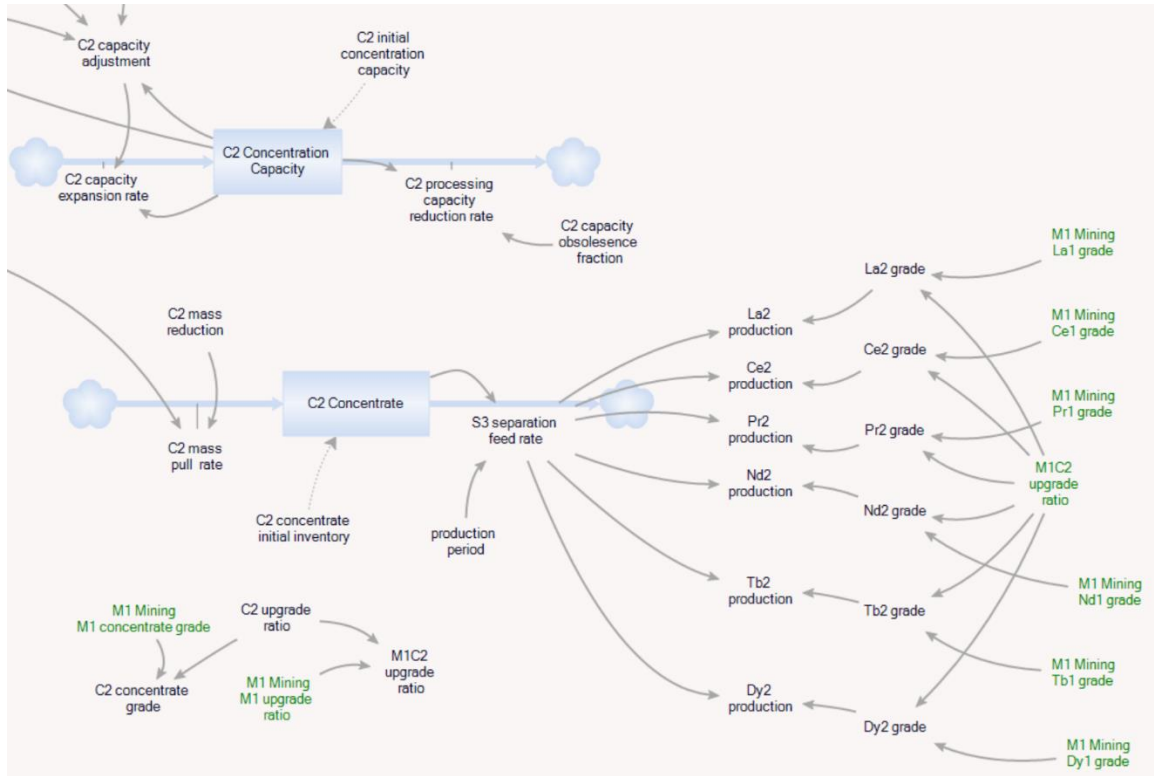 C2 capacity
adjustment
C2 initial
concentration
capacity
C2 Concentration
Capacity
C2 capacity
expansion rate
C2 processing
capacity
reduction rate
C2 capacity
obsolesence
fraction
C2 mass
reduction
C2 Concentrate
C2 mass
pull rate
S3 separation
feed rate
C2 concentrate
initial inventory
production
period
La2
production
Ce2
production
Pr2
production
Nd2
production
Tb2
production
Dy2
production
La2 grade
Ce2 grade
Pr2 grade
Nd2 grade
Tb2 grade
Dy2 grade
M1 Mining
La1 grade
M1 Mining
Ce1 grade
M1 Mining
Pr1 grade
M1C2
upgrade
ratio
M1 Mining
Nd1 grade
M1 Mining
Tb1 grade
M1 Mining
Dy1 grade
M1 Mining
M1 concentrate grade
C2 upgrade
ratio
C2 concentrate
grade
M1 Mining
M1 upgrade
ratio
M1C2
upgrade
ratio